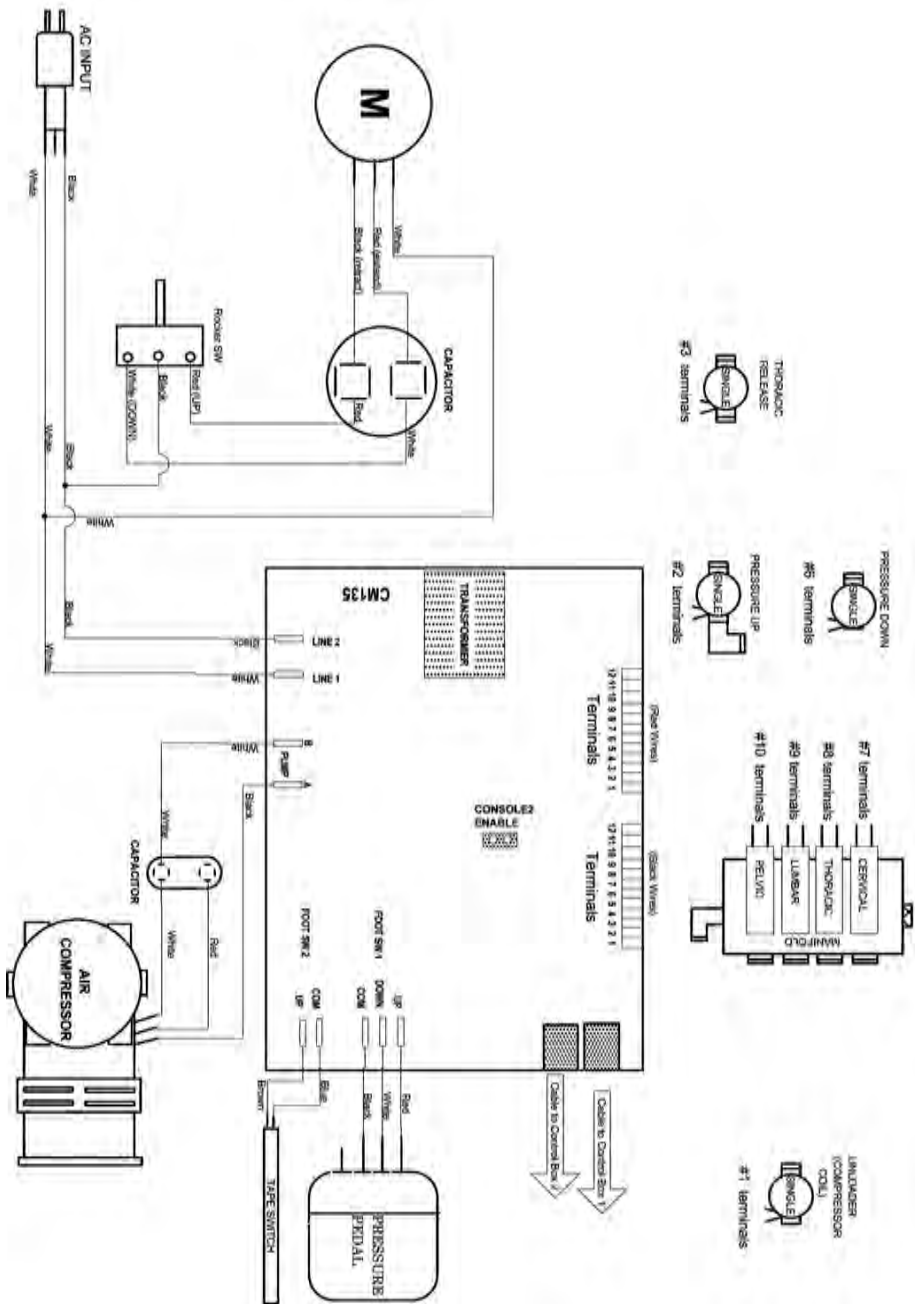 AC INPUT
Black
White
M
White
Red (extend)
Black (retract)
CAPACITOR
Red
White
Rocker SW
Red (UP)
Black
White (DOWN)
Black
White
White
Black
White
THORACIC
RELEASE
SINGLE
#3 terminals
PRESSURE UP
SINGLE
#2 terminals
PRESSURE DOWN
SINGLE
terminals
CERVICAL
THORACIC
LUMBAR
PELVIC
MANIFOLD
#7 terminals
#8 terminals
#9 terminals
#10 terminals
UNLOADER
(COMPRESSOR
COIL)
SINGLE
#1 terminals
CM135
TRANSFORMER
LINE 2
Black
LINE 1
White
B
PUMP
A
White
Black
(Red Wires)
12 11 10 9 8 7 6 5 4 3 2 1
Terminals
(Black Wires)
12 11 10 9 8 7 6 5 4 3 2 1
Terminals
CONSOLE2
ENABLE
FOOT SW1
UP
DOWN
COM
FOOT SW2
COM
UP
Cable to Control Box 1
Cable to Control Box 2
Red
White
Black
Blue
Brown
PRESSURE
PEDAL
TAPE SWITCH
CAPACITOR
White
Red
White
AIR
COMPRESSOR